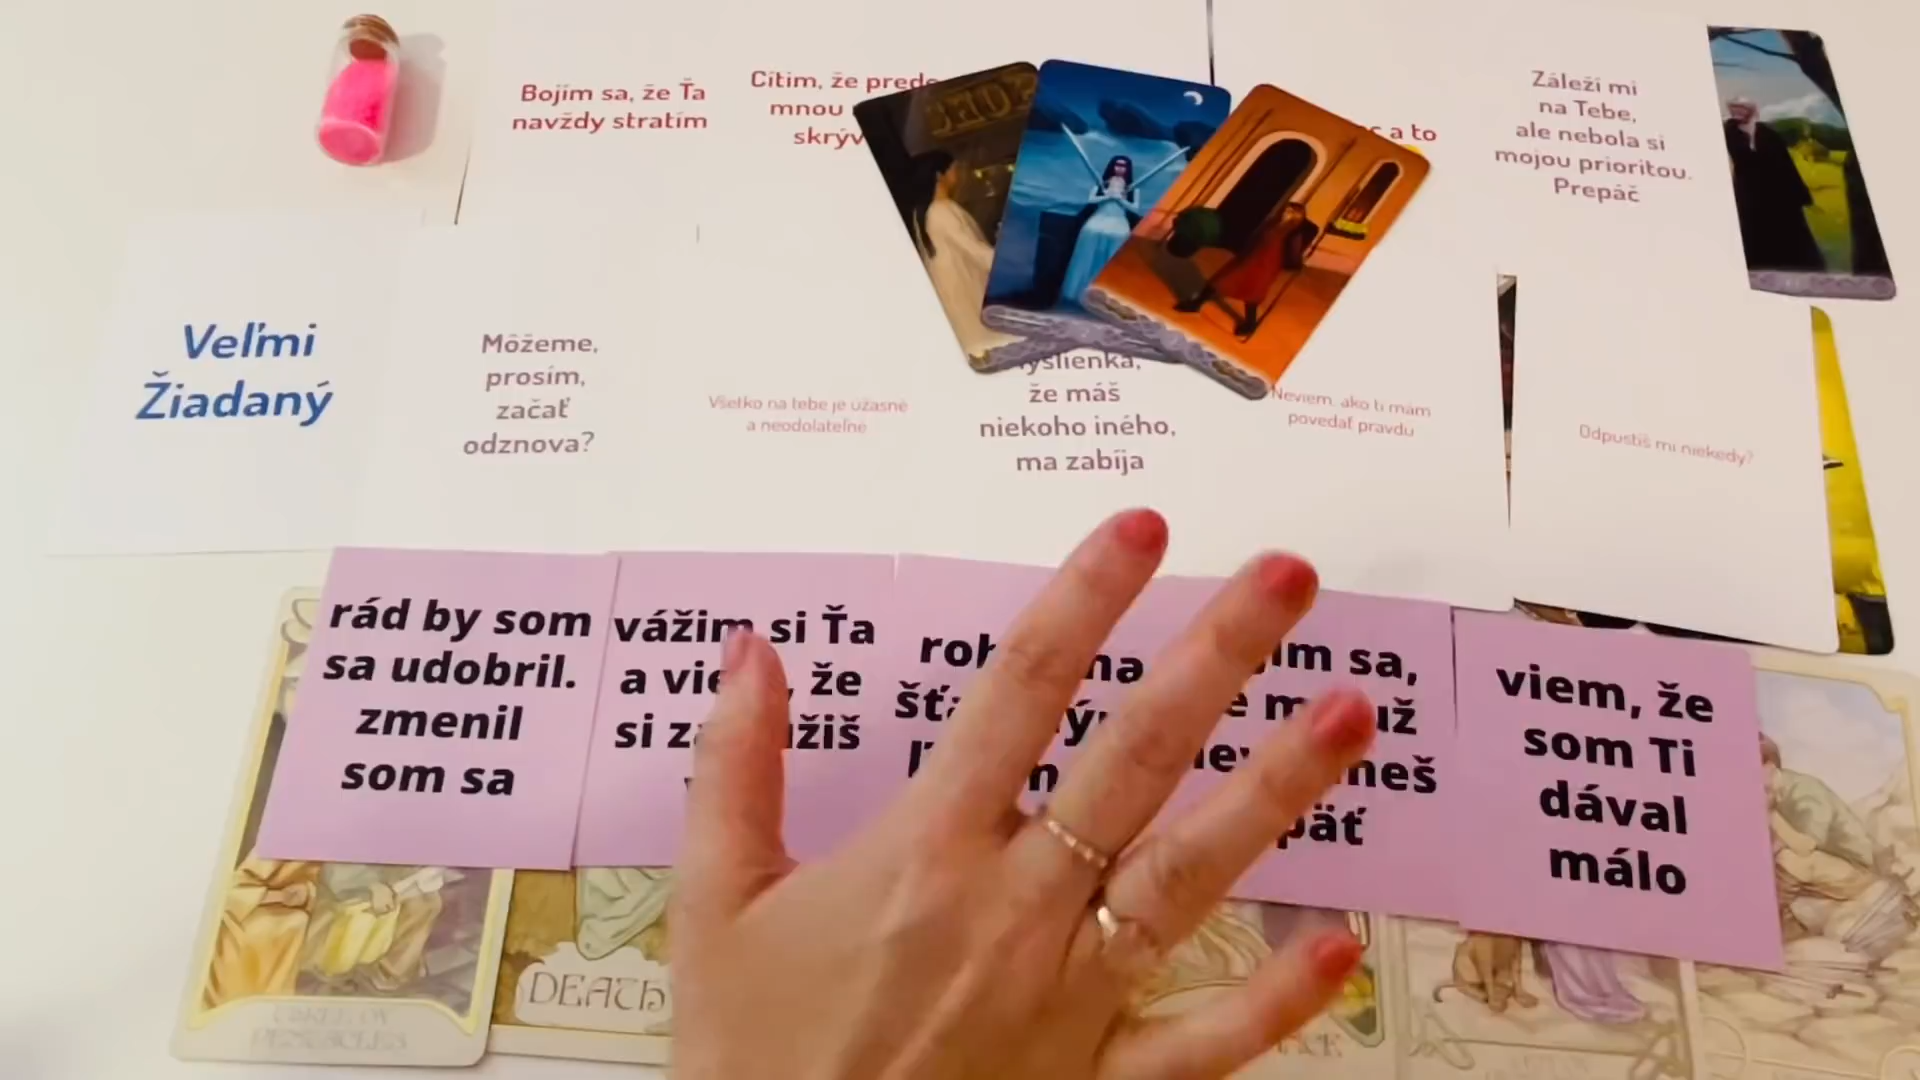 Bojím sa, že Ťa
navždy stratím
Cítim, že
mnou
a to
Záleží mi
na Tebe,
ale nebola si
mojou prioritou.
Prepáč
Veľmi
Žiadaný
Môžeme,
prosím,
začať
odznova?
Všetko na tebe je úžasné
a neodolateľné
že máš
niekoho iného,
ma zabíja
Neviem, ako ti mám
povedať pravdu
Odpustíš mi niekedy?
rád by som
sa udobril.
zmenil
som sa
vážim si Ťa
a že
si
sa,
viem, že
som Ti
dával
málo
DEATH